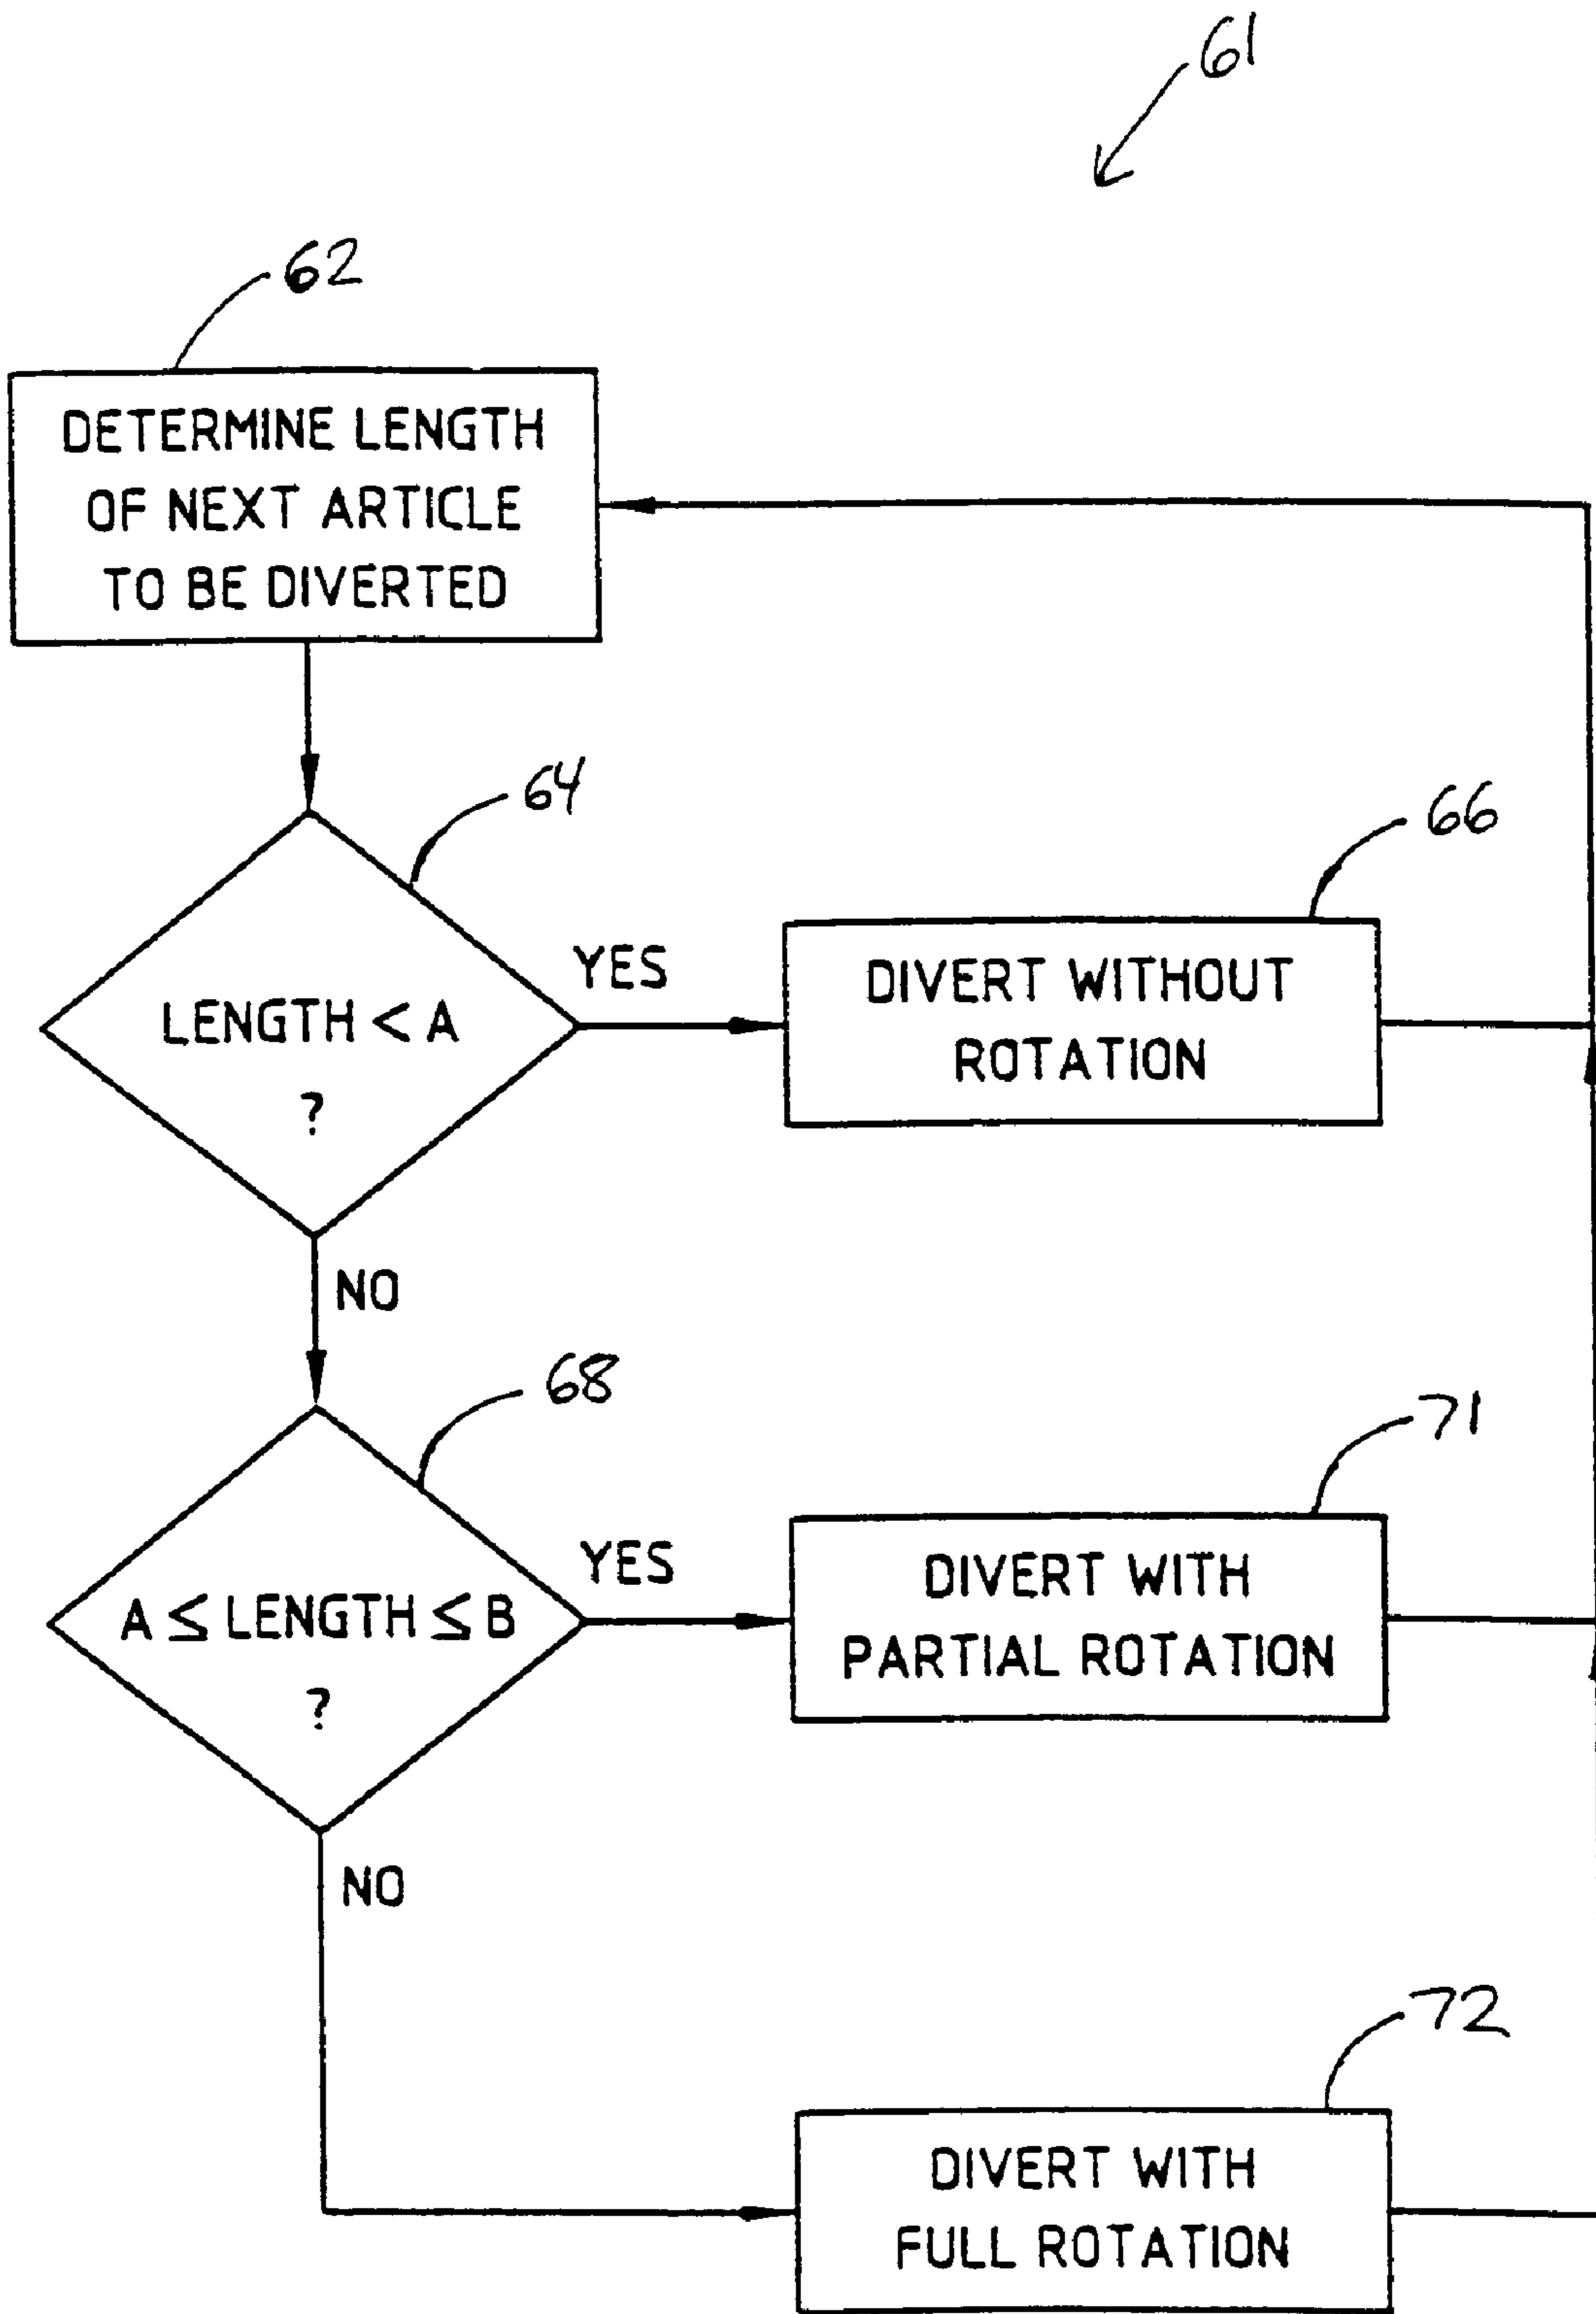 61
62
DETERMINE LENGTH
OF NEXT ARTICLE
TO BE DIVERTED
64
LENGTH < A
?
YES
66
DIVERT WITHOUT
ROTATION
NO
68
A ≤ LENGTH ≤ B
?
YES
71
DIVERT WITH
PARTIAL ROTATION
NO
72
DIVERT WITH
FULL ROTATION